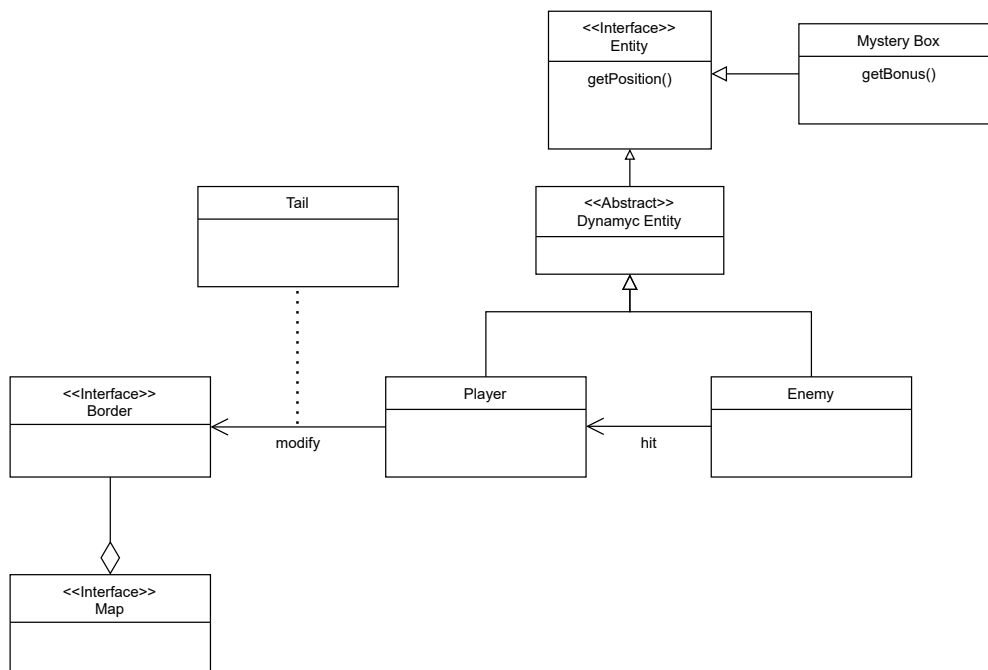 <<Interface>>
Entity
getPosition()
Mystery Box
getBonus()
Tail
<<Abstract>>
Dynamyc Entity
<<Interface>>
Border
modify
Player
hit
Enemy
<<Interface>>
Map